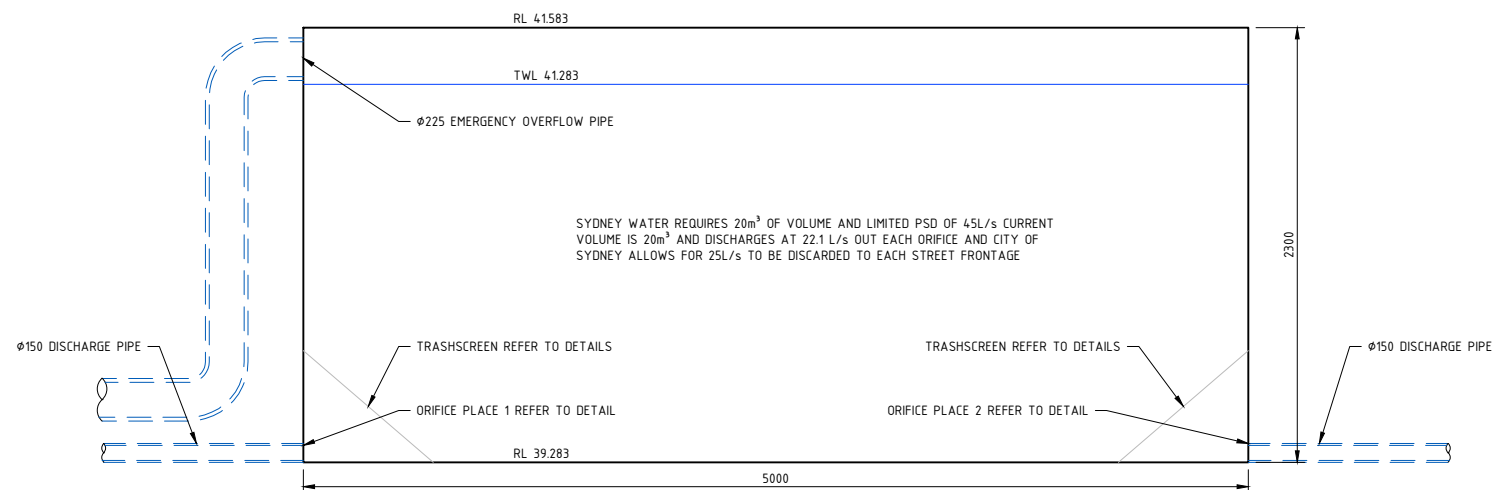 RL 41.583
TWL 41.283
Ø225 EMERGENCY OVERFLOW PIPE
SYDNEY WATER REQUIRES 20m³ OF VOLUME AND LIMITED PSD OF 45L/s CURRENT
VOLUME IS 20m³ AND DISCHARGES AT 22.1 L/s OUT EACH ORIFICE AND CITY OF
SYDNEY ALLOWS FOR 25L/s TO BE DISCARDED TO EACH STREET FRONTAGE
2300
Ø150 DISCHARGE PIPE
TRASHSCREEN REFER TO DETAILS
TRASHSCREEN REFER TO DETAILS
Ø150 DISCHARGE PIPE
ORIFICE PLACE 1 REFER TO DETAIL
ORIFICE PLACE 2 REFER TO DETAIL
RL 39.283
5000